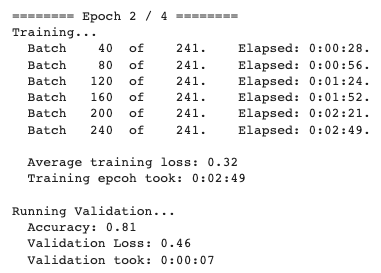 ======== Epoch 2 / 4 ========
Training...
Batch 40 of 241. Elapsed: 0:00:28.
Batch 80 of 241. Elapsed: 0:00:56.
Batch 120 of 241. Elapsed: 0:01:24.
Batch 160 of 241. Elapsed: 0:01:52.
Batch 200 of 241. Elapsed: 0:02:21.
Batch 240 of 241. Elapsed: 0:02:49.
Average training loss: 0.32
Training epcoh took: 0:02:49
Running Validation...
Accuracy: 0.81
Validation Loss: 0.46
Validation took: 0:00:07